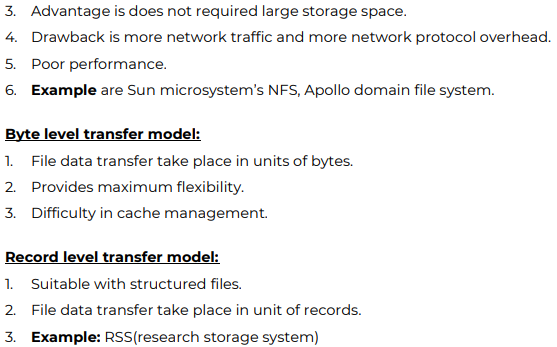 3. Advantage is does not required large storage space.
4. Drawback is more network traffic and more network protocol overhead.
5. Poor performance.
6. Example are Sun microsystem's NFS, Apollo domain file system.
Byte level transfer model:
1. File data transfer take place in units of bytes.
2. Provides maximum flexibility.
3. Difficulty in cache management.
Record level transfer model:
1. Suitable with structured files.
2. File data transfer take place in unit of records.
3. Example: RSS(research storage system)